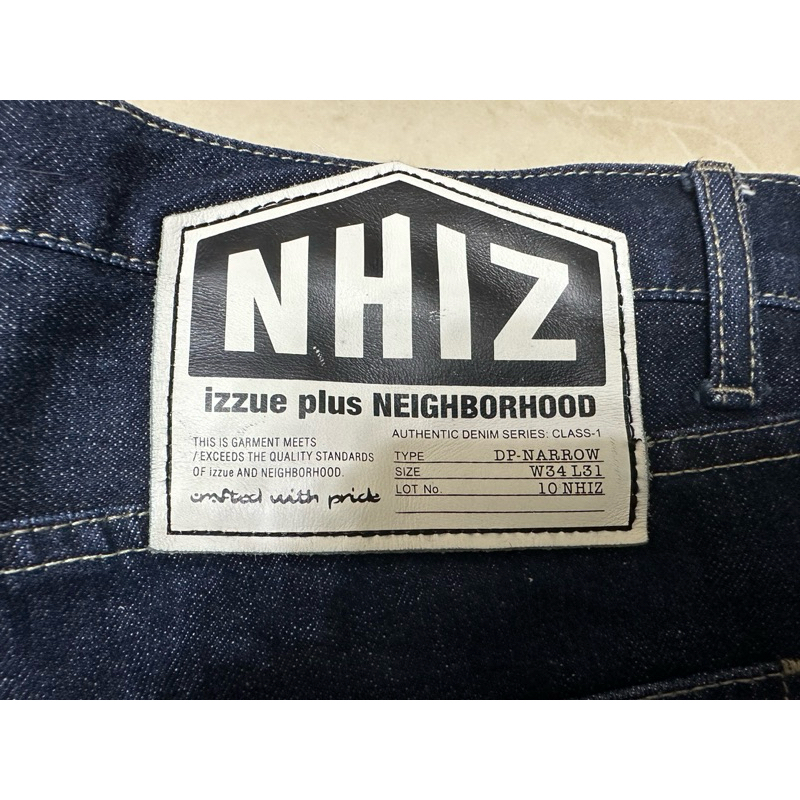 NHIZ
izzue plus NEIGHBORHOOD
THIS IS GARMENT MEETS
/ EXCEEDS THE QUALITY STANDARDS
OF izzue AND NEIGHBORHOOD.
crafted with pride
AUTHENTIC DENIM SERIES: CLASS-1
TYPE DP-NARROW
SIZE W34 L31
LOT No. 10 NHIZ